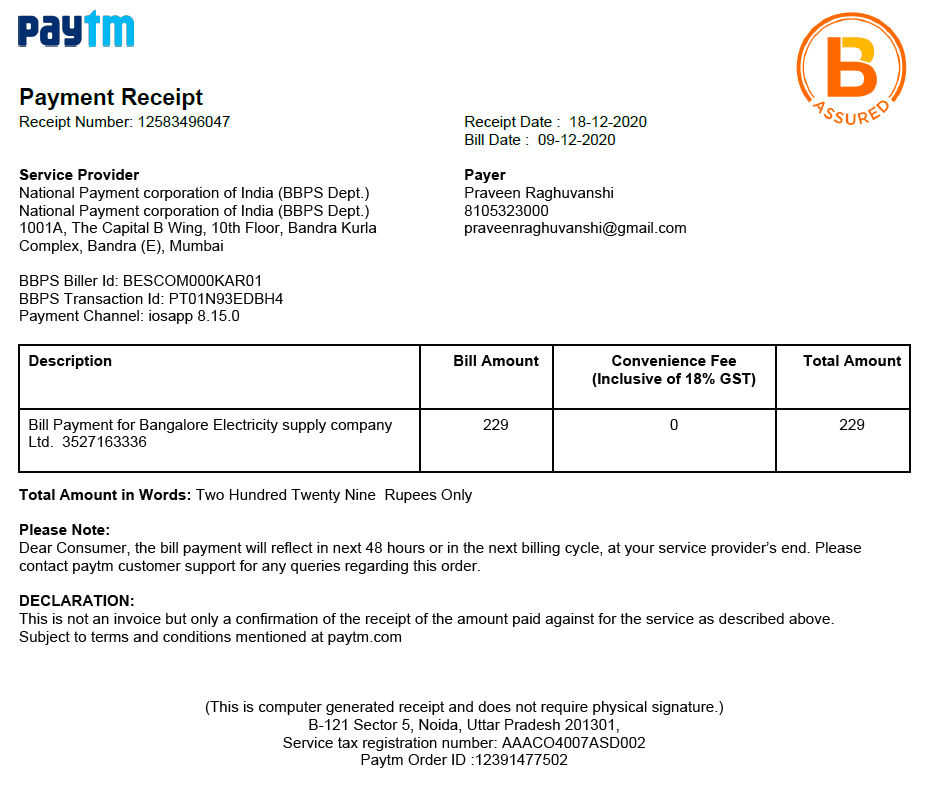 paytm
B
ASSURED
Payment Receipt
Receipt Number: 12583496047
Receipt Date :  18-12-2020
Bill Date :  09-12-2020
Service Provider
National Payment corporation of India (BBPS Dept.)
National Payment corporation of India (BBPS Dept.)
1001A, The Capital B Wing, 10th Floor, Bandra Kurla
Complex, Bandra (E), Mumbai
Payer
Praveen Raghuvanshi
8105323000
praveenraghuvanshi@gmail.com
BBPS Biller Id: BESCOM000KAR01
BBPS Transaction Id: PT01N93EDBH4
Payment Channel: iosapp 8.15.0
Description
Bill Amount
Convenience Fee
(Inclusive of 18% GST)
Total Amount
Bill Payment for Bangalore Electricity supply company
Ltd.  3527163336
229
0
229
Total Amount in Words: Two Hundred Twenty Nine  Rupees Only
Please Note:
Dear Consumer, the bill payment will reflect in next 48 hours or in the next billing cycle, at your service provider's end. Please
contact paytm customer support for any queries regarding this order.
DECLARATION:
This is not an invoice but only a confirmation of the receipt of the amount paid against for the service as described above.
Subject to terms and conditions mentioned at paytm.com
(This is computer generated receipt and does not require physical signature.)
B-121 Sector 5, Noida, Uttar Pradesh 201301,
Service tax registration number: AAACO4007ASD002
Paytm Order ID :12391477502